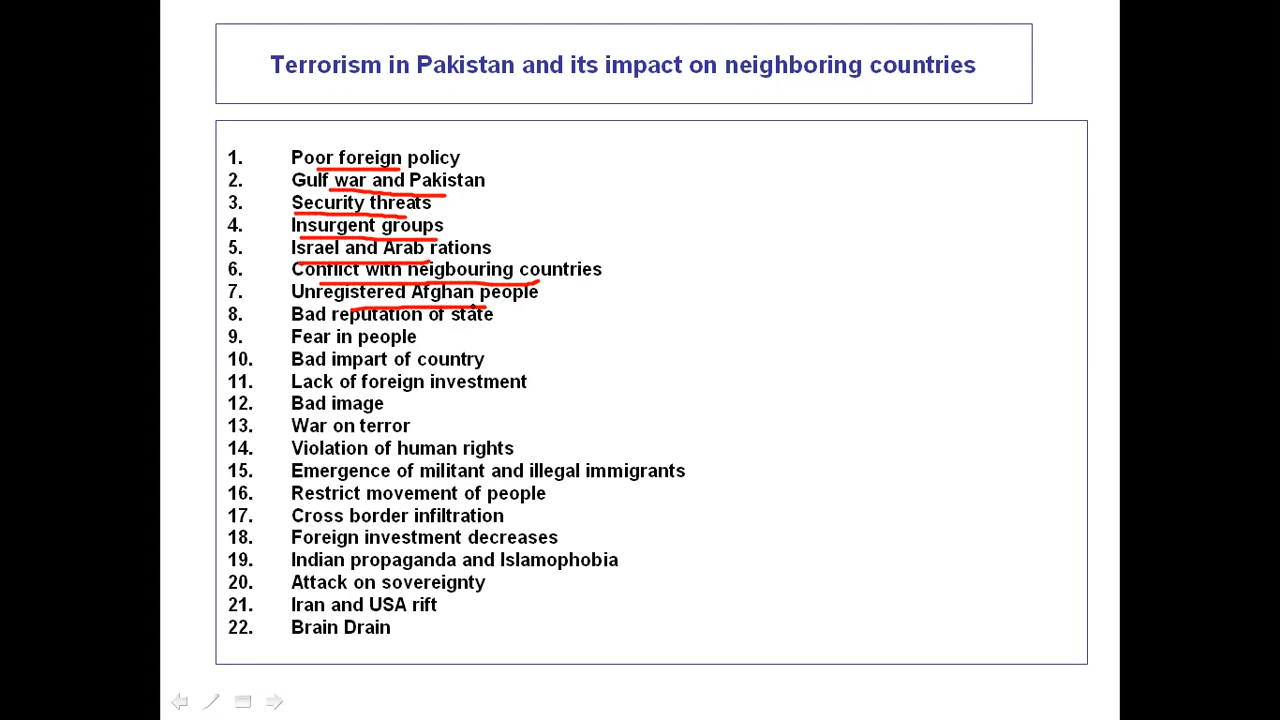 Terrorism in Pakistan and its impact on neighboring countries
1. Poor foreign policy
2. Gulf war and Pakistan
3. Security threats
4. Insurgent groups
5. Israel and Arab rations
6. Conflict with neigbouring countries
7. Unregistered Afghan people
8. Bad reputation of state
9. Fear in people
10. Bad impart of country
11. Lack of foreign investment
12. Bad image
13. War on terror
14. Violation of human rights
15. Emergence of militant and illegal immigrants
16. Restrict movement of people
17. Cross border infiltration
18. Foreign investment decreases
19. Indian propaganda and Islamophobia
20. Attack on sovereignty
21. Iran and USA rift
22. Brain Drain